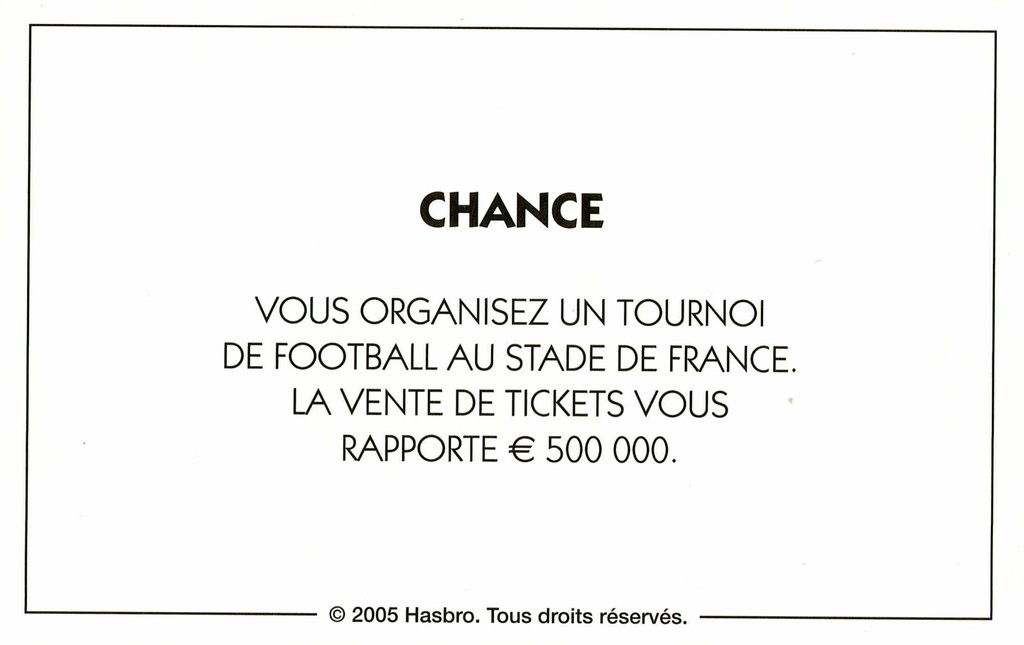 CHANCE
VOUS ORGANISEZ UN TOURNOI
DE FOOTBALL AU STADE DE FRANCE.
LA VENTE DE TICKETS VOUS
RAPPORTE € 500 000.
© 2005 Hasbro. Tous droits réservés.